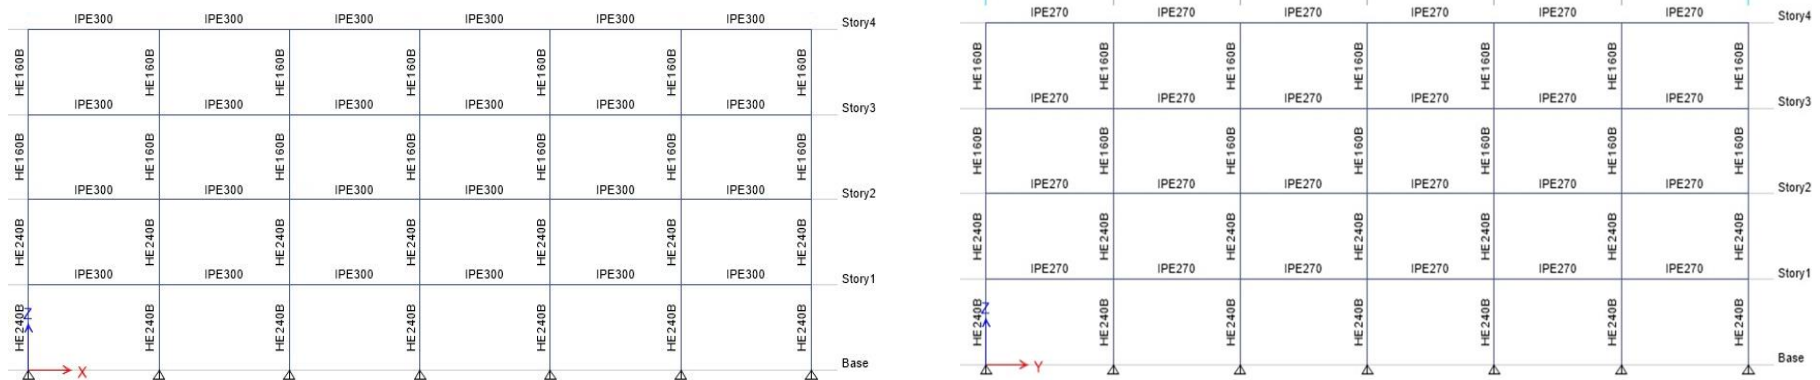 IPE300 IPE300 IPE300 IPE300 IPE300 IPE300 Story4
HE160B HE160B HE160B HE160B HE160B HE160B HE160B
IPE300 IPE300 IPE300 IPE300 IPE300 IPE300 Story3
HE160B HE160B HE160B HE160B HE160B HE160B HE160B
IPE300 IPE300 IPE300 IPE300 IPE300 IPE300 Story2
HE240B HE240B HE240B HE240B HE240B HE240B HE240B
IPE300 IPE300 IPE300 IPE300 IPE300 IPE300 Story1
HE240B HE240B HE240B HE240B HE240B HE240B HE240B
Z
Base
X
IPE270 IPE270 IPE270 IPE270 IPE270 IPE270 Story4
HE160B HE160B HE160B HE160B HE160B HE160B HE160B
IPE270 IPE270 IPE270 IPE270 IPE270 IPE270 Story3
HE160B HE160B HE160B HE160B HE160B HE160B HE160B
IPE270 IPE270 IPE270 IPE270 IPE270 IPE270 Story2
HE240B HE240B HE240B HE240B HE240B HE240B HE240B
IPE270 IPE270 IPE270 IPE270 IPE270 IPE270 Story1
HE240B HE240B HE240B HE240B HE240B HE240B HE240B
Z
Base
Y